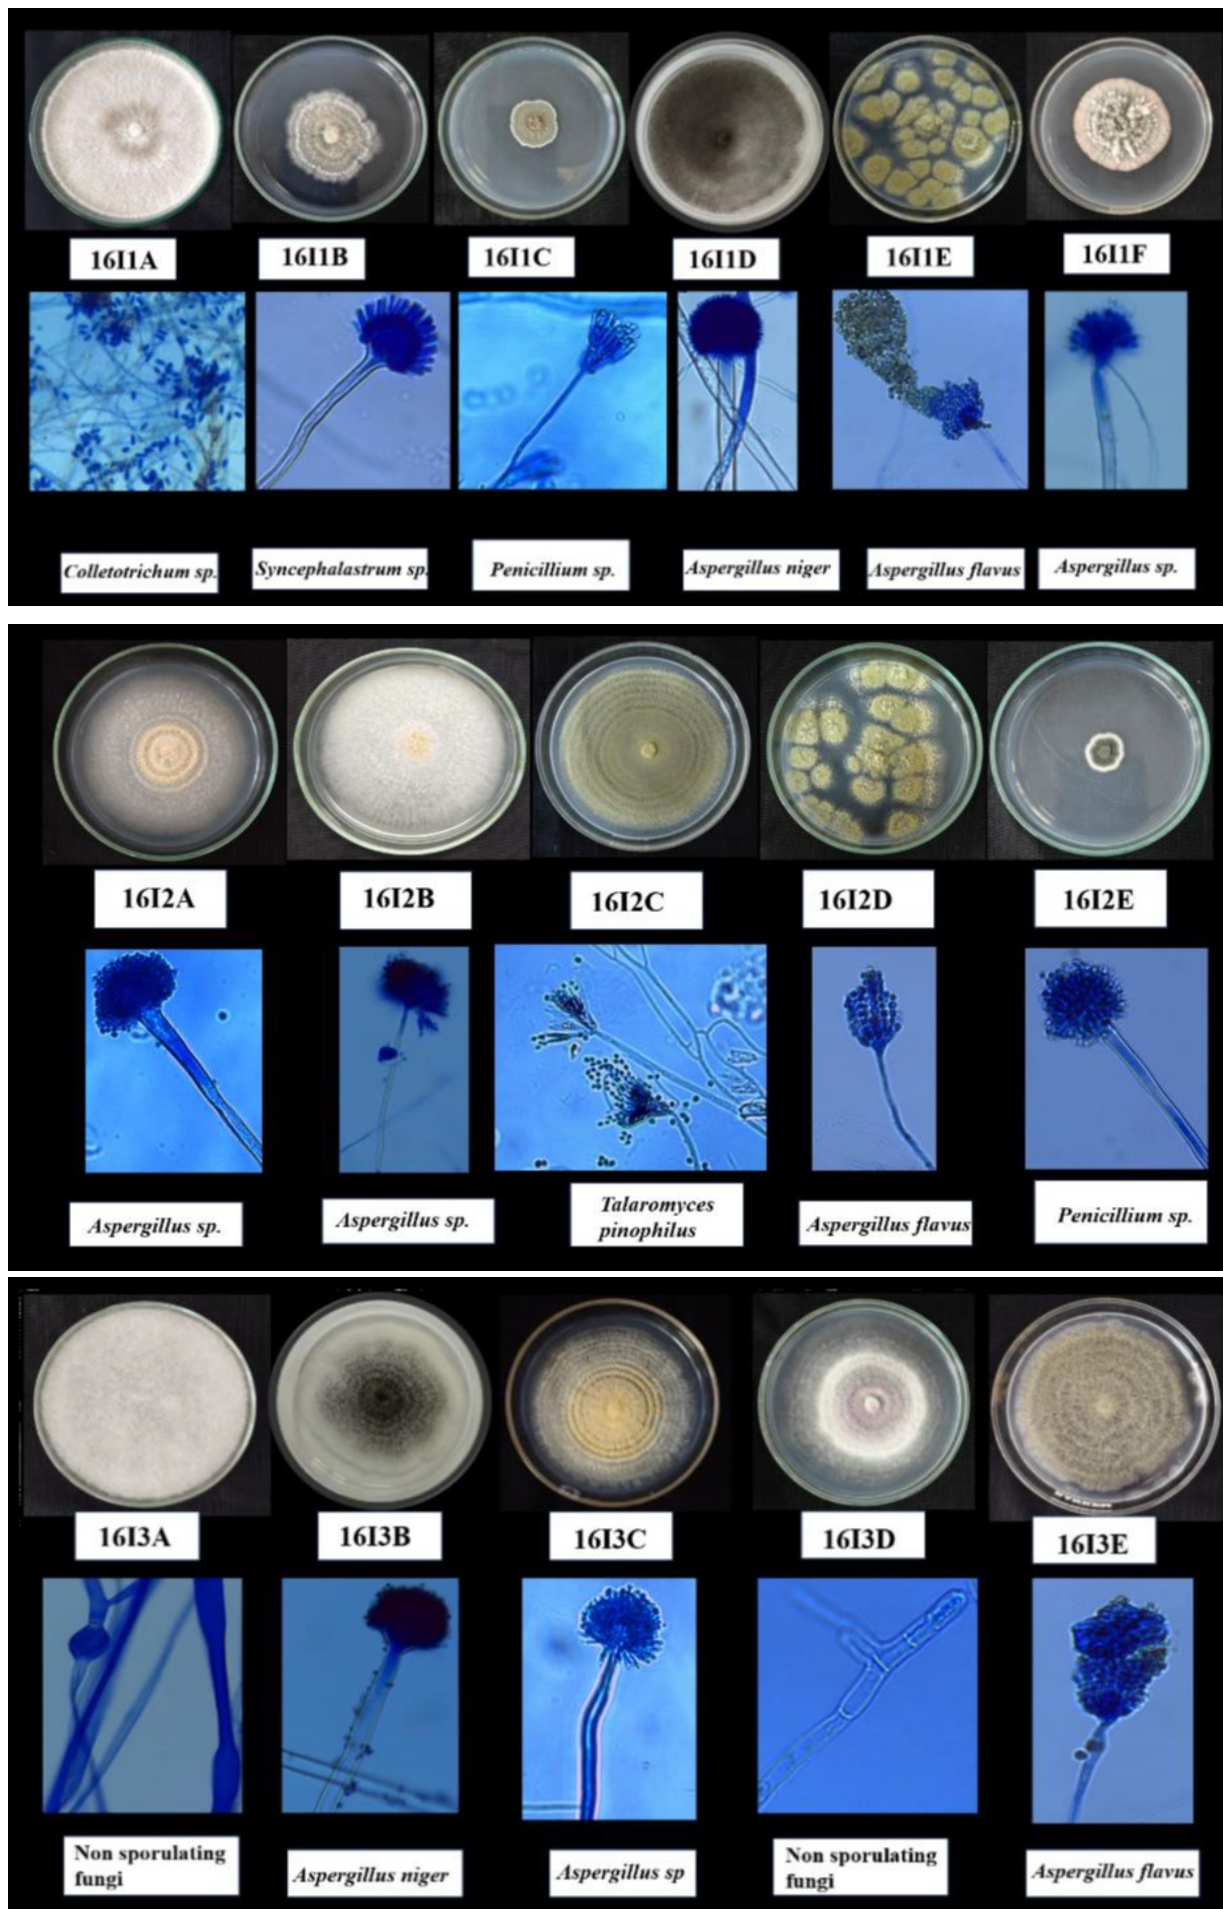 16I1A
16I1B
16I1C
16I1D
16I1E
16I1F
Colletotrichum sp.
Syncephalastrum sp.
Penicillium sp.
Aspergillus niger
Aspergillus flavus
Aspergillus sp.
16I2A
16I2B
16I2C
16I2D
16I2E
Aspergillus sp.
Aspergillus sp.
Talaromyces
pinophilus
Aspergillus flavus
Penicillium sp.
16I3A
16I3B
16I3C
16I3D
16I3E
Non sporulating
fungi
Aspergillus niger
Aspergillus sp
Non sporulating
fungi
Aspergillus flavus